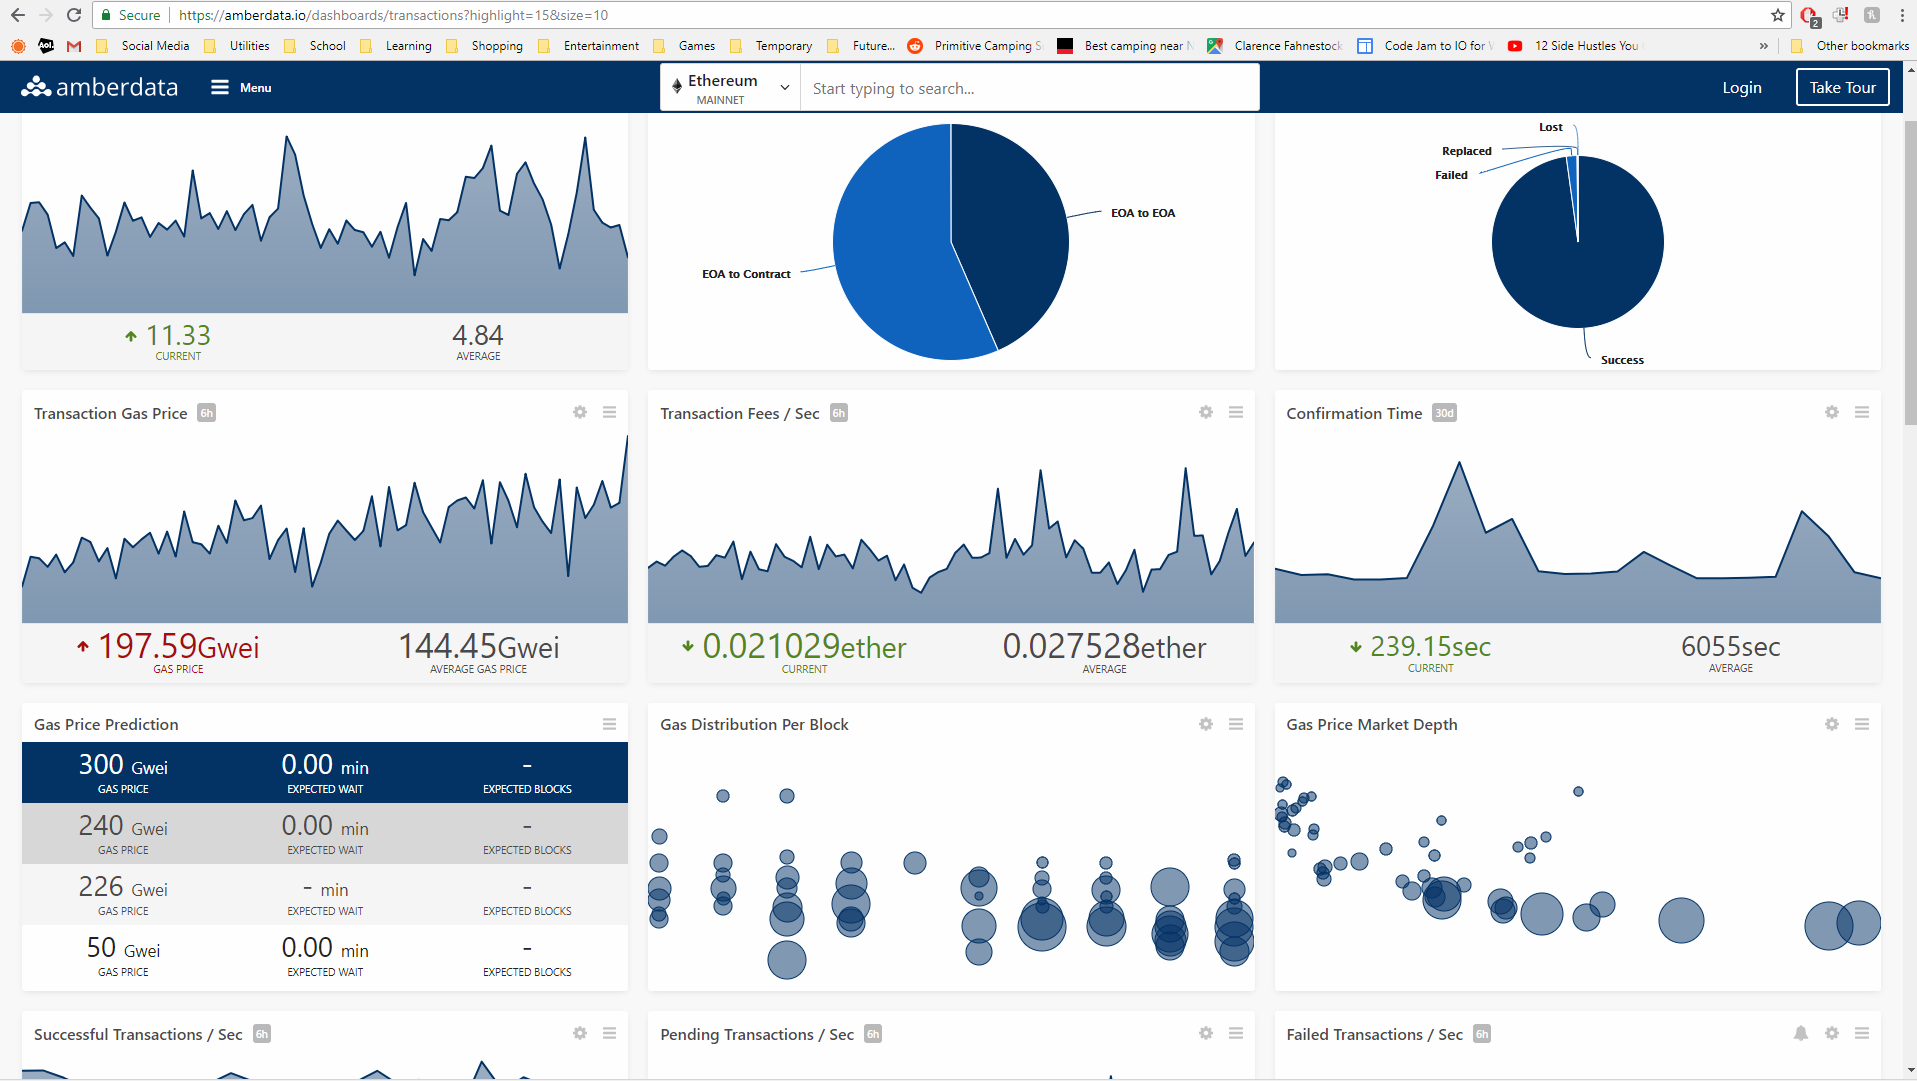 Secure
https://amberdata.io/dashboards/transactions?highlight=15&size=10
2
Aol.
Social Media
Utilities
School
Learning
Shopping
Entertainment
Games
Temporary
Future...
Primitive Camping S
Best camping near N
Clarence Fahnestock
Code Jam to IO for
12 Side Hustles You
»
Other bookmarks
amberdata
Menu
Ethereum
MAINNET
Start typing to search...
Login
Take Tour
11.33
CURRENT
4.84
AVERAGE
EOA to EOA
EOA to Contract
Lost
Replaced
Failed
Success
Transaction Gas Price 6h
197.59Gwei
GAS PRICE
144.45Gwei
AVERAGE GAS PRICE
Transaction Fees / Sec 6h
0.021029ether
CURRENT
0.027528ether
AVERAGE
Confirmation Time 30d
239.15sec
CURRENT
6055sec
AVERAGE
Gas Price Prediction
300 Gwei
GAS PRICE
0.00 min
EXPECTED WAIT
-
EXPECTED BLOCKS
240 Gwei
GAS PRICE
0.00 min
EXPECTED WAIT
-
EXPECTED BLOCKS
226 Gwei
GAS PRICE
- min
EXPECTED WAIT
-
EXPECTED BLOCKS
50 Gwei
GAS PRICE
0.00 min
EXPECTED WAIT
-
EXPECTED BLOCKS
Gas Distribution Per Block
Gas Price Market Depth
Successful Transactions / Sec 6h
Pending Transactions / Sec 6h
Failed Transactions / Sec 6h